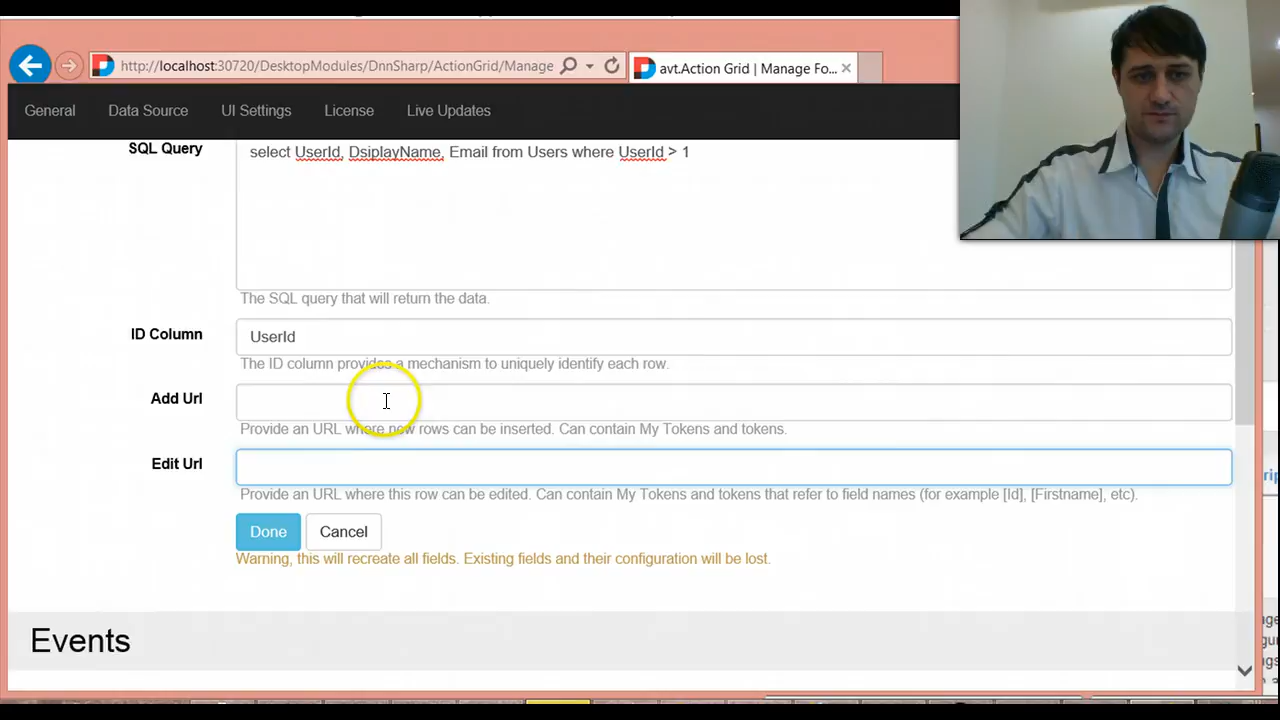 http://localhost:30720/DesktopModules/DnnSharp/ActionGrid/Manage
avt.Action Grid | Manage Fo...
General Data Source UI Settings License Live Updates
SQL Query
select UserId, DsiplayName, Email from Users where UserId > 1
The SQL query that will return the data.
ID Column
UserId
The ID column provides a mechanism to uniquely identify each row.
Add Url
Provide an URL where new rows can be inserted. Can contain My Tokens and tokens.
Edit Url
Provide an URL where this row can be edited. Can contain My Tokens and tokens that refer to field names (for example [Id], [Firstname], etc).
Done Cancel
Warning, this will recreate all fields. Existing fields and their configuration will be lost.
Events